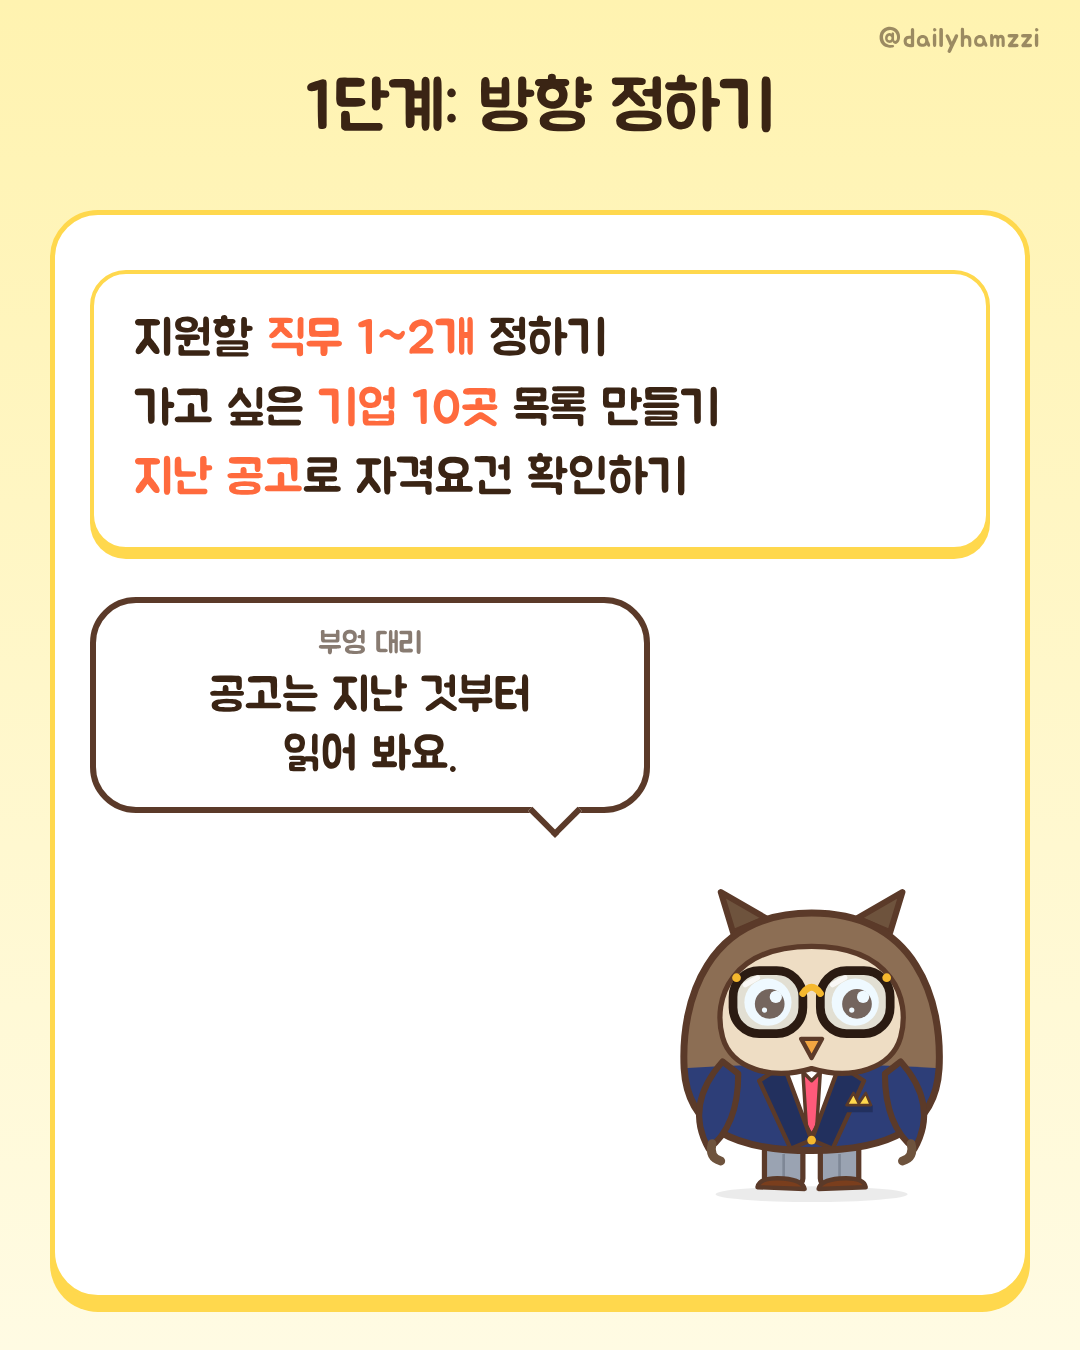 @dailyhamzzi
1단계: 방향 정하기
지원할 직무 1~2개 정하기
가고 싶은 기업 10곳 목록 만들기
지난 공고로 자격요건 확인하기
부엉 대리
공고는 지난 것부터
읽어 봐요.